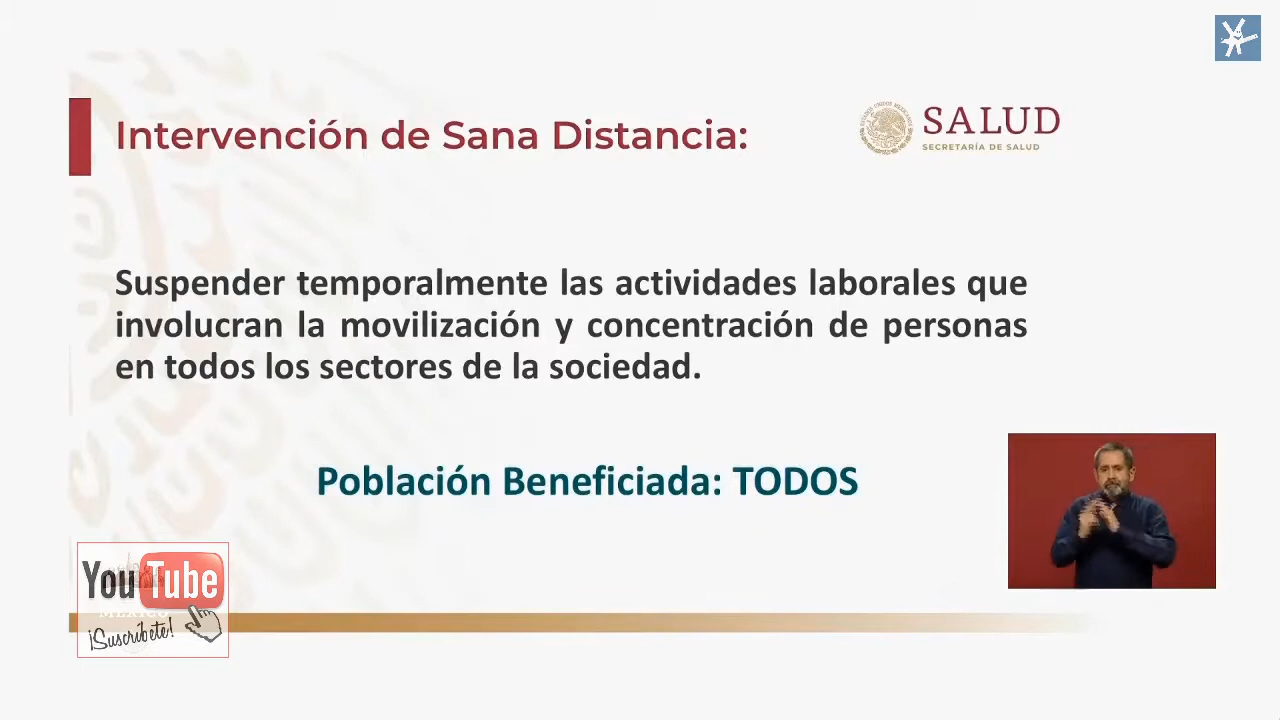 Intervención de Sana Distancia:
SALUD
SECRETARÍA DE SALUD
Suspender temporalmente las actividades laborales que
involucran la movilización y concentración de personas
en todos los sectores de la sociedad.
Población Beneficiada: TODOS
YouTube
MÉXICO
¡Suscríbete!